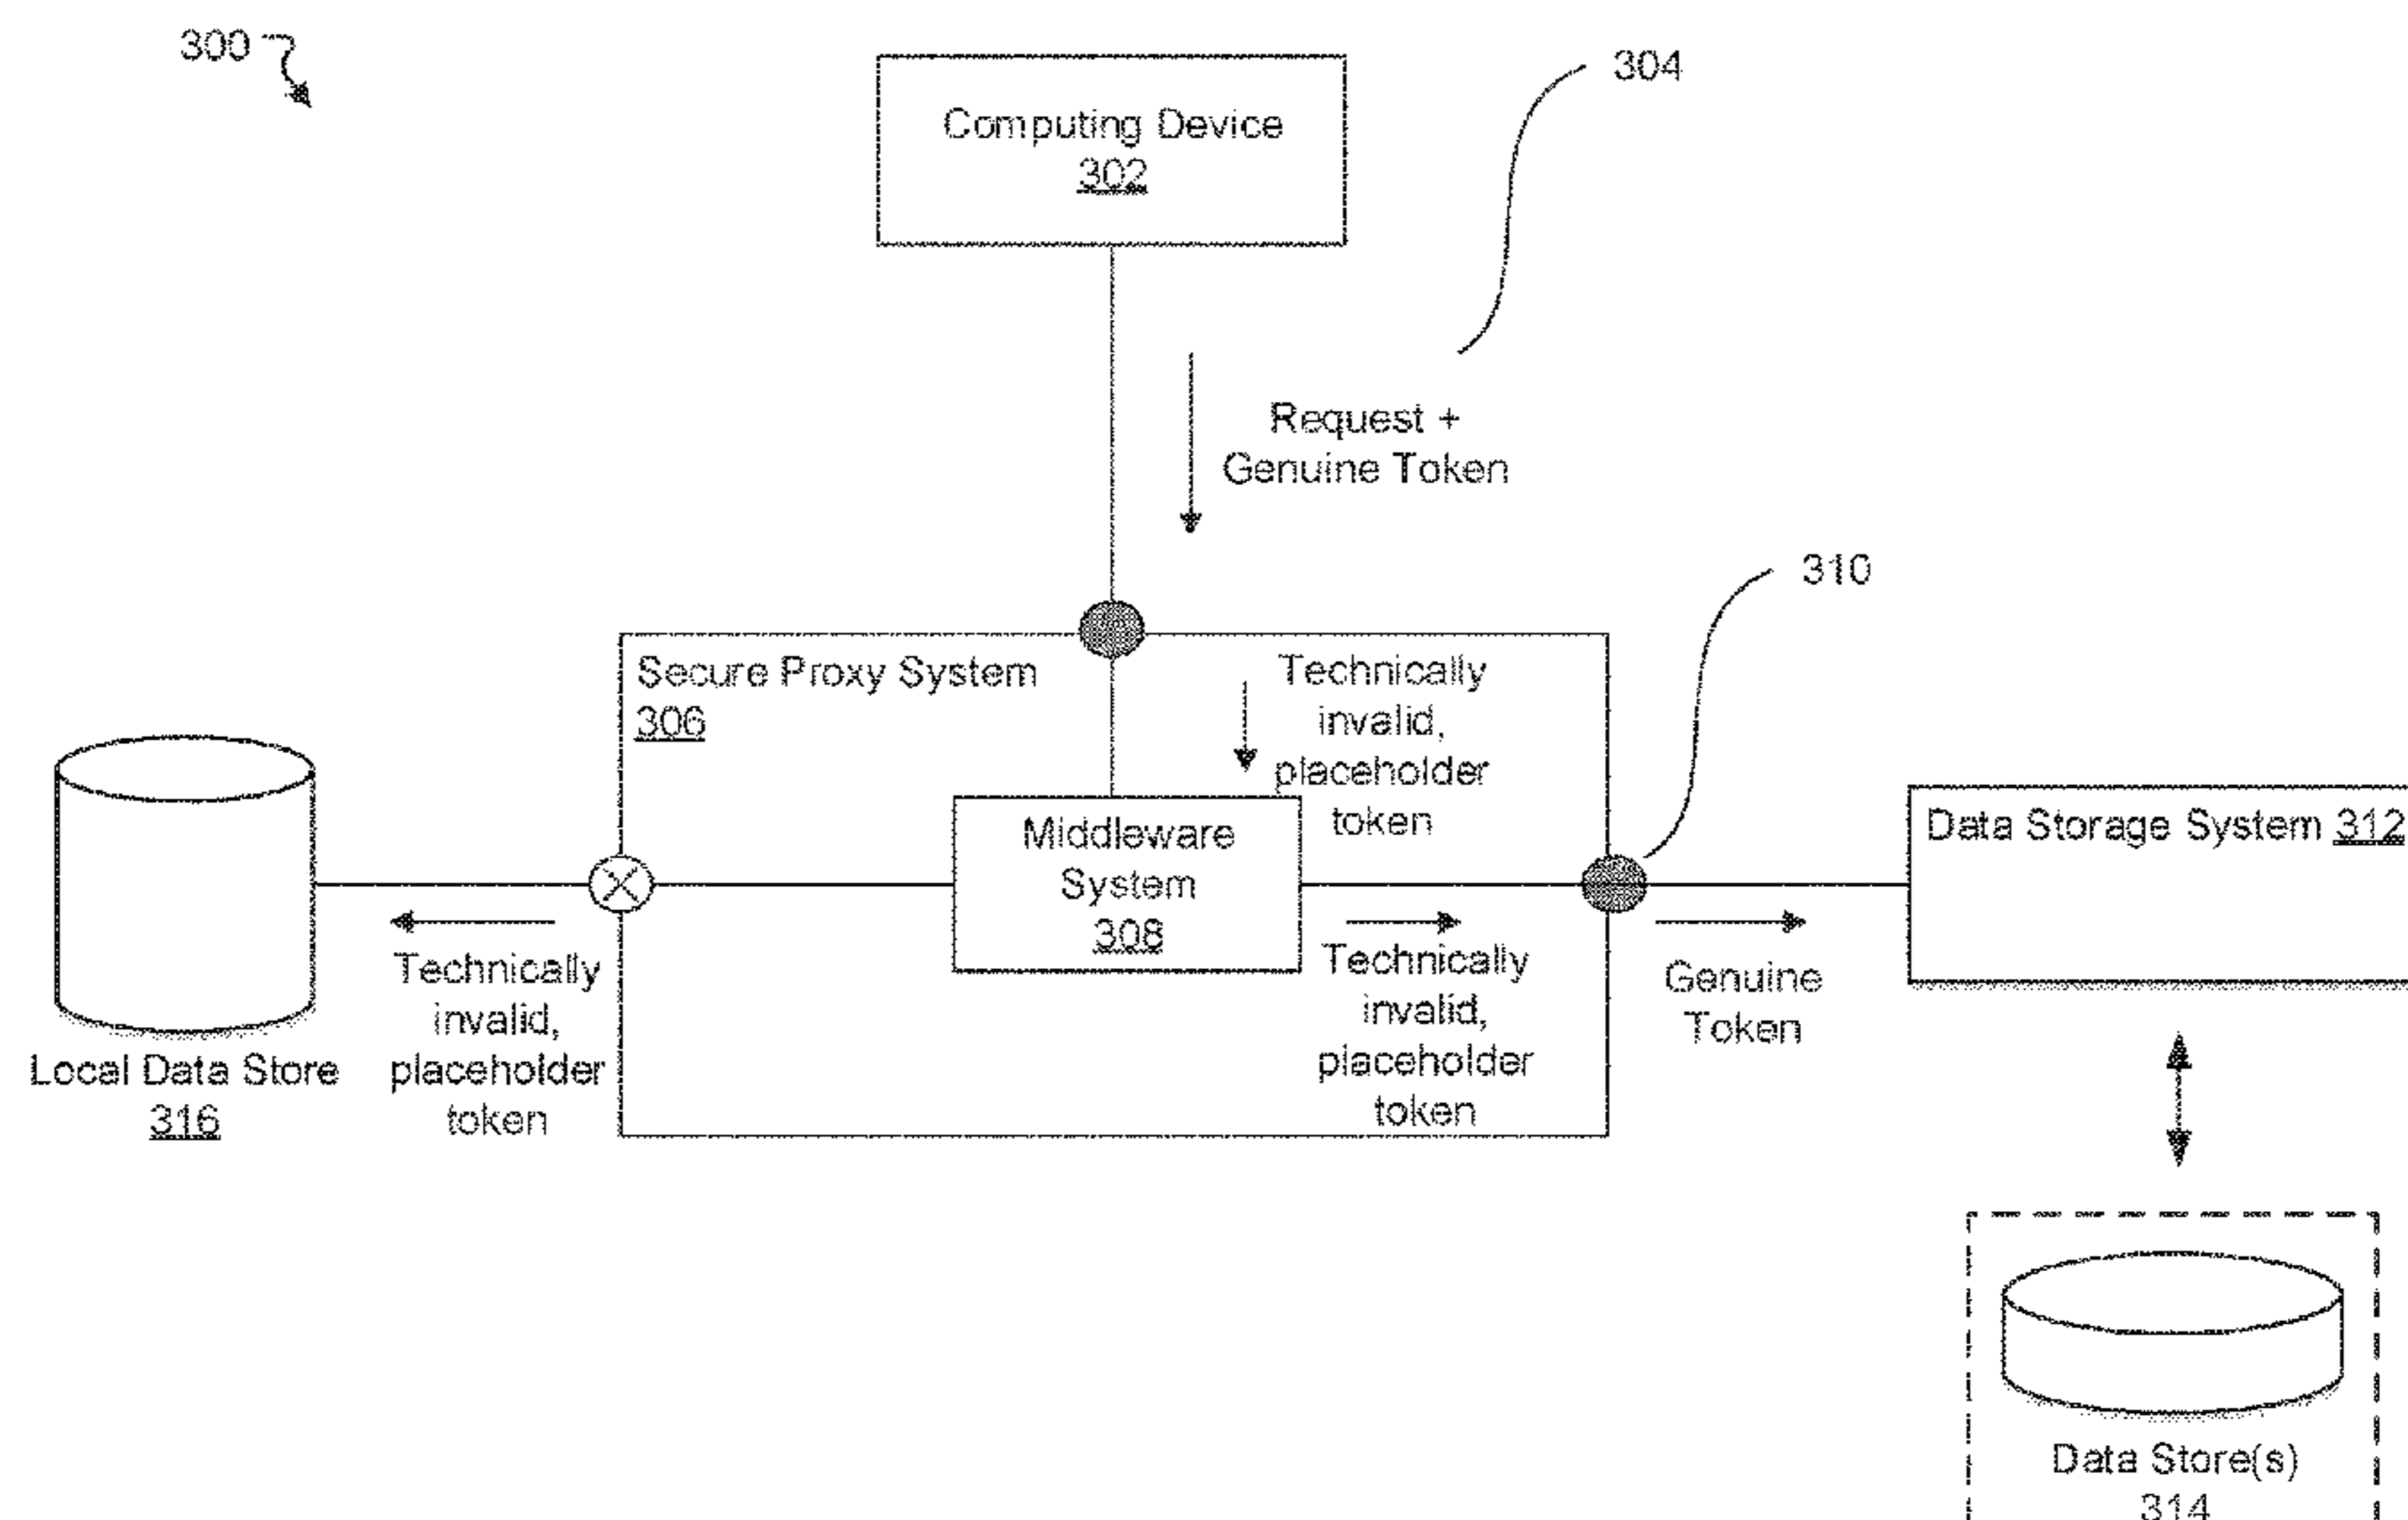 300
304
Computing Device
302
Request +
Genuine Token
310
Secure Proxy System
306
Technically
invalid,
placeholder
token
Middleware
System
308
Data Storage System 312
Technically
invalid,
placeholder
token
Technically
invalid,
placeholder
token
Genuine
Token
Local Data Store
316
Data Store(s)
314